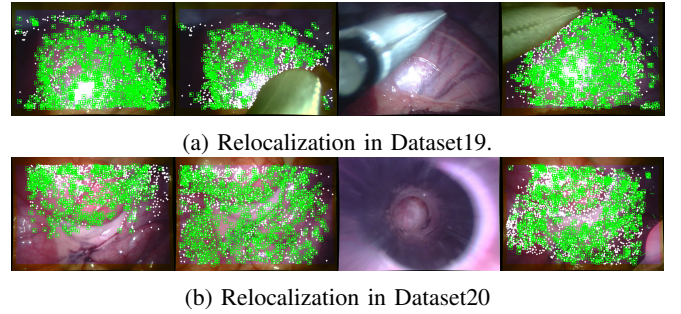 (a) Relocalization in Dataset19.
(b) Relocalization in Dataset20